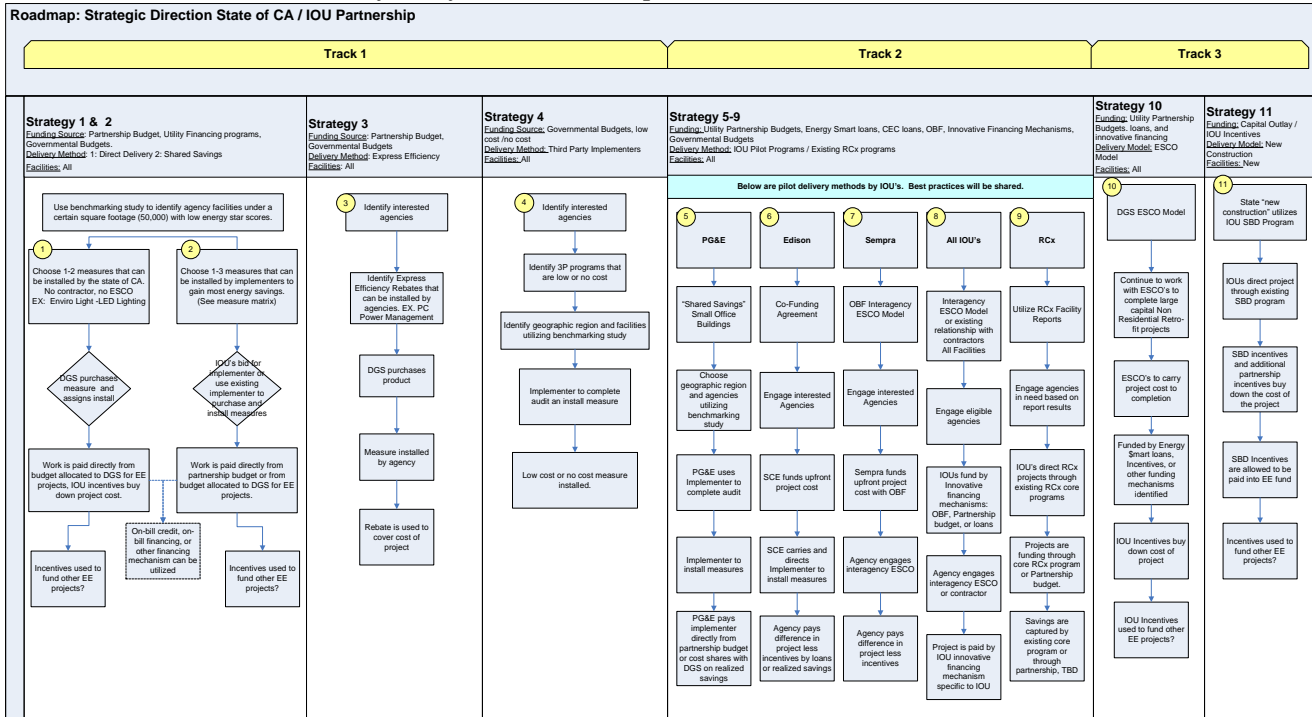 Roadmap: Strategic Direction State of CA / IOU Partnership
Track 1
Track 2
Track 3
Strategy 1 & 2
Funding Source: Partnership Budget, Utility Financing programs,
Governmental Budgets.
Delivery Method: 1: Direct Delivery 2: Shared Savings
Facilities: All
Strategy 3
Funding Source: Partnership Budget,
Governmental Budgets
Delivery Method: Express Efficiency
Facilities: All
Strategy 4
Funding Source: Governmental Budgets, low
cost /no cost
Delivery Method: Third Party Implementers
Facilities: All
Strategy 5-9
Funding: Utility Partnership Budgets, Energy Smart loans, CEC loans, OBF, Innovative Financing Mechanisms,
Governmental Budgets
Delivery Method: IOU Pilot Programs / Existing RCx programs
Facilities: All
Strategy 10
Funding: Utility Partnership
Budgets. loans, and
innovative financing
Delivery Model: ESCO
Model
Facilities: All
Strategy 11
Funding: Capital Outlay /
IOU Incentives
Delivery Model: New
Construction
Facilities: New
Use benchmarking study to identify agency facilities under a
certain square footage (50,000) with low energy star scores.
1
Choose 1-2 measures that can
be installed by the state of CA.
No contractor, no ESCO
EX: Enviro Light -LED Lighting
DGS purchases
measure and
assigns install
Work is paid directly from
budget allocated to DGS for EE
projects, IOU incentives buy
down project cost.
Incentives used to
fund other EE
projects?
On-bill credit, on-
bill financing, or
other financing
mechanism can be
utilized
2
Choose 1-3 measures that can
be installed by implementers to
gain most energy savings.
(See measure matrix)
IOU's bid for
implementer or
use existing
implementer to
purchase and
install measures
Work is paid directly from
partnership budget or from
budget allocated to DGS for EE
projects.
Incentives used to
fund other EE
projects?
3
Identify interested
agencies
Identify Express
Efficiency Rebates that
can be installed by
agencies. EX. PC
Power Management
DGS purchases
product
Measure installed
by agency
Rebate is used to
cover cost of
project
4
Identify interested
agencies
Identify 3P programs that
are low or no cost
Identify geographic region and facilities
utilizing benchmarking study
Implementer to complete
audit an install measure
Low cost or no cost measure
installed.
Below are pilot delivery methods by IOU's. Best practices will be shared.
5
PG&E
"Shared Savings"
Small Office
Buildings
Choose
geographic region
and agencies
utilizing
benchmarking
study
PG&E uses
Implementer to
complete audit
Implementer to
install measures
PG&E pays
implementer
directly from
partnership budget
or cost shares with
DGS on realized
savings
6
Edison
Co-Funding
Agreement
Engage interested
Agencies
SCE funds
upfront project
cost
SCE carries and
directs
Implementer to
install measures
Agency pays
difference in
project less
incentives by loans
or realized savings
7
Sempra
OBF Interagency
ESCO Model
Engage interested
Agencies
Sempra funds
upfront project
cost with OBF
Agency engages
interagency ESCO
Agency pays
difference in
project less
incentives
8
All IOU's
Interagency
ESCO Model
or existing
relationship with
contractors
All Facilities
Engage eligible
agencies
IOUs fund by
Innovative
financing
mechanisms:
OBF, Partnership
budget, or loans
Agency engages
interagency ESCO
or contractor
Project is paid by
IOU innovative
financing
mechanism
specific to IOU
9
RCx
Utilize RCx Facility
Reports
Engage agencies
in need based on
report results
IOU's direct RCx
projects through
existing RCx core
programs
Projects are
funding through
core RCx program
or Partnership
budget.
Savings are
captured by
existing core
program or
through
partnership, TBD
10
DGS ESCO Model
Continue to work
with ESCO's to
complete large
capital Non
Residential Retro-
fit projects
ESCO's to carry
project cost to
completion
Funded by Energy
$mart loans,
Incentives, or
other funding
mechanisms
identified
IOU Incentives buy
down cost of
project
IOU Incentives
used to fund other
EE projects?
11
State "new
construction" utilizes
IOU SBD Program
IOUs direct project
through existing
SBD program
SBD incentives
and additional
partnership
incentives buy
down the cost of
the project
SBD Incentives
are allowed to be
paid into EE fund
Incentives used to
fund other EE
projects?